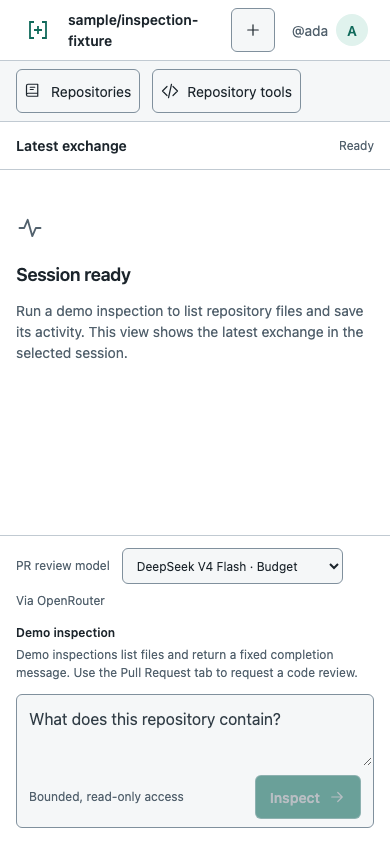 sample/inspection-
fixture
+
@ada
A
Repositories
Repository tools
Latest exchange
Ready
Session ready
Run a demo inspection to list repository files and save
its activity. This view shows the latest exchange in the
selected session.
PR review model
DeepSeek V4 Flash · Budget
Via OpenRouter
Demo inspection
Demo inspections list files and return a fixed completion
message. Use the Pull Request tab to request a code review.
What does this repository contain?
Bounded, read-only access
Inspect →